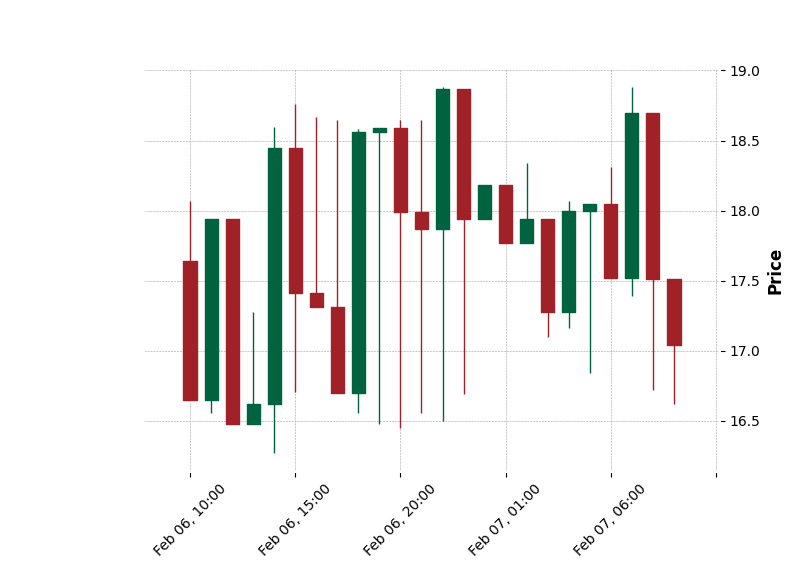 19.0
18.5
18.0
17.5
17.0
16.5
Price
Feb 06, 10:00
Feb 06, 15:00
Feb 06, 20:00
Feb 07, 01:00
Feb 07, 06:00